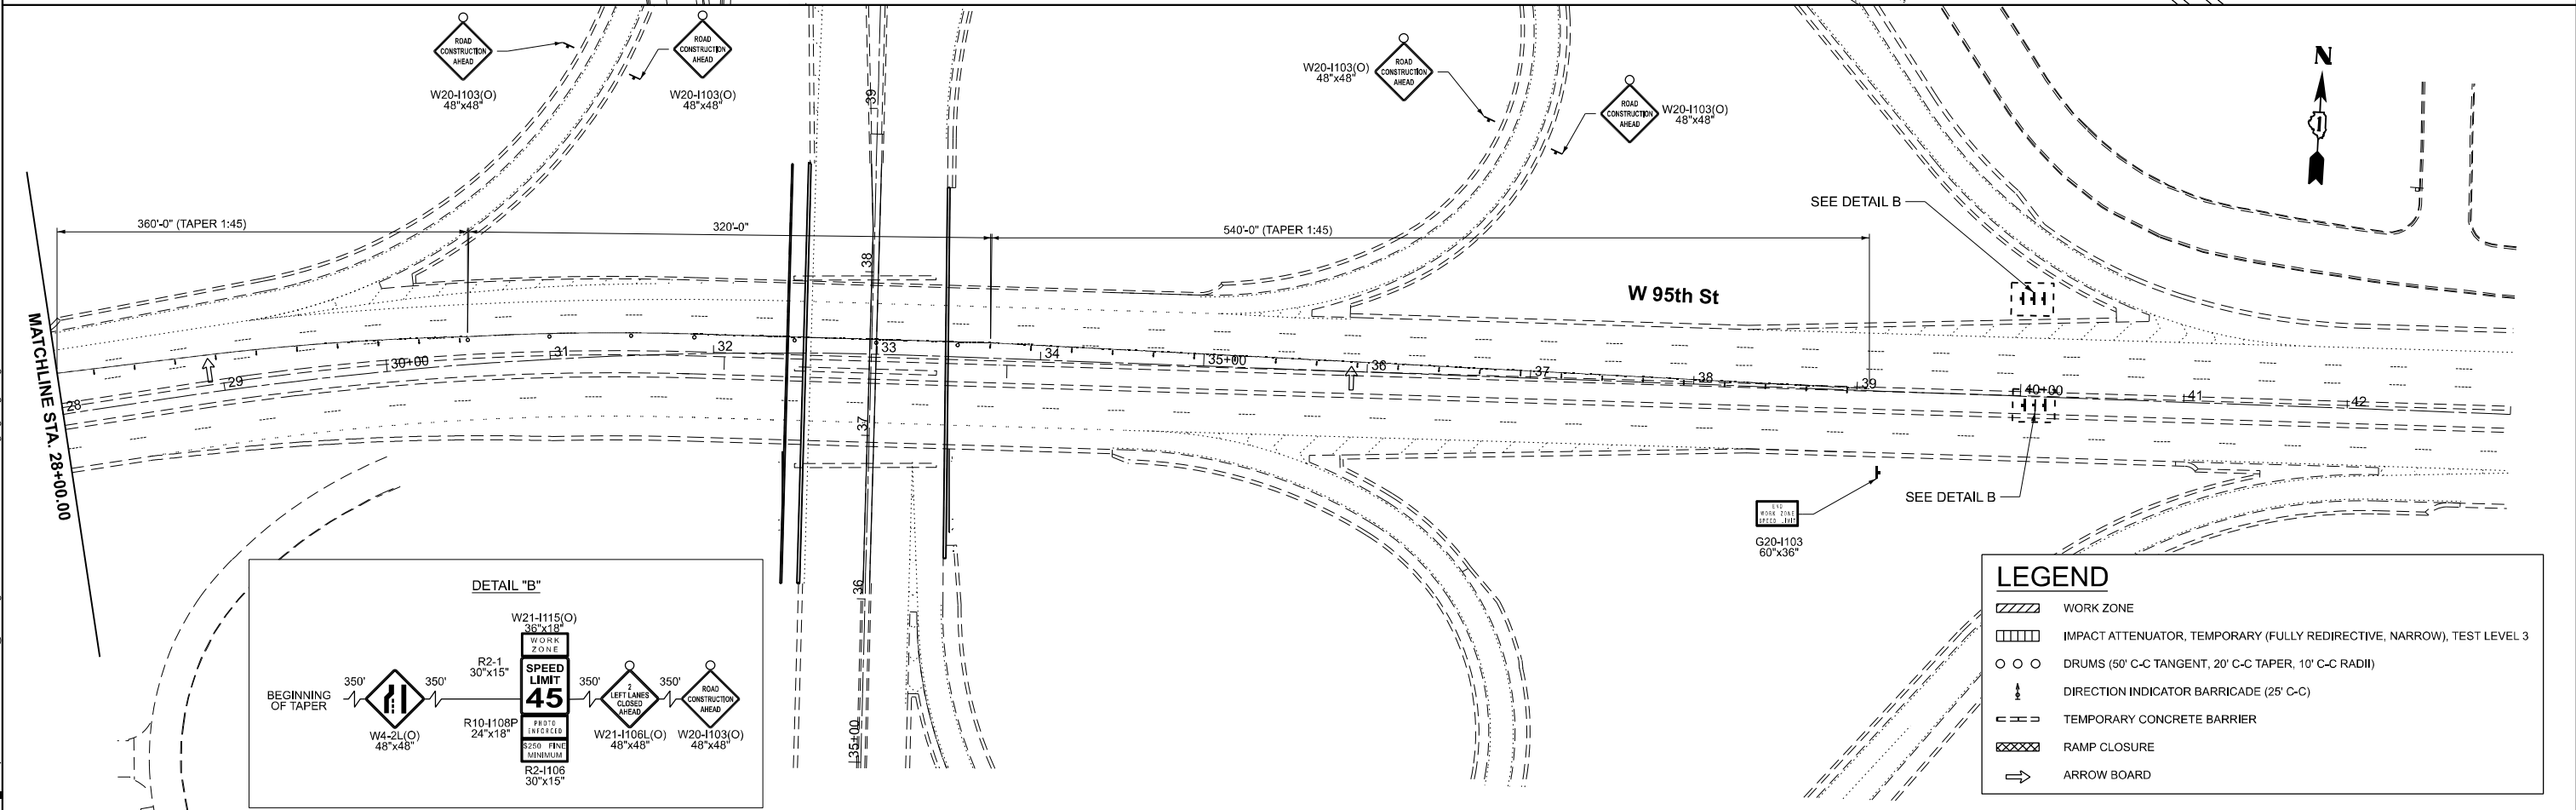 ROAD
CONSTRUCTION
AHEAD
W20-I103(O)
48"x48"
ROAD
CONSTRUCTION
AHEAD
W20-I103(O)
48"x48"
W20-I103(O)
48"x48"
ROAD
CONSTRUCTION
AHEAD
ROAD
CONSTRUCTION
AHEAD
W20-I103(O)
48"x48"
N
SEE DETAIL B
360'-0" (TAPER 1:45)
320'-0"
540'-0" (TAPER 1:45)
39
38
37
36
35+00
W 95th St
MATCHLINE STA. 28+00.00
28
29
30+00
31
32
33
34
35+00
36
37
38
39
40+00
41
42
SEE DETAIL B
END
WORK ZONE
SPEED LIMIT
G20-I103
60"x36"
DETAIL "B"
BEGINNING
OF TAPER
350'
W4-2L(O)
48"x48"
350'
W21-I115(O)
36"x18"
WORK
ZONE
R2-1
30"x15"
SPEED
LIMIT
45
R10-I108P
24"x18"
PHOTO
ENFORCED
$250 FINE
MINIMUM
R2-I106
30"x15"
350'
2
LEFT LANES
CLOSED
AHEAD
W21-I106L(O)
48"x48"
350'
ROAD
CONSTRUCTION
AHEAD
W20-I103(O)
48"x48"
LEGEND
WORK ZONE
IMPACT ATTENUATOR, TEMPORARY (FULLY REDIRECTIVE, NARROW), TEST LEVEL 3
DRUMS (50' C-C TANGENT, 20' C-C TAPER, 10' C-C RADII)
DIRECTION INDICATOR BARRICADE (25' C-C)
TEMPORARY CONCRETE BARRIER
RAMP CLOSURE
ARROW BOARD